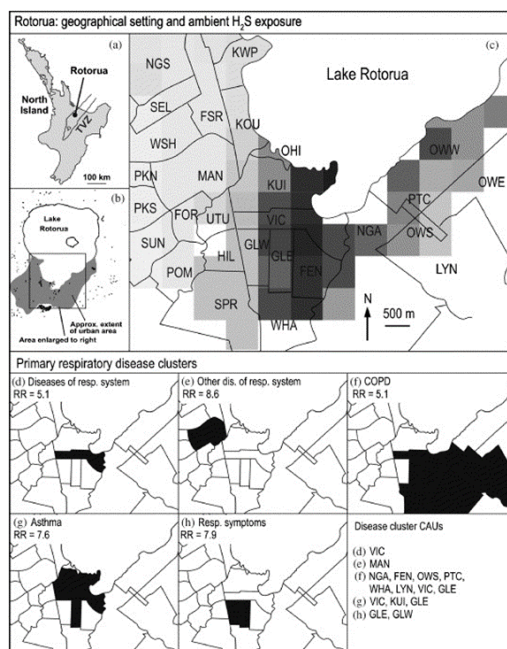 Rotorua: geographical setting and ambient H₂S exposure
(a)
North
Island
Rotorua
TVZ
100 km
(b)
Lake
Rotorua
Approx. extent
of urban area
Area enlarged to right
(c)
Lake Rotorua
KWP
NGS
SEL
FSR
KOU
WSH
OHI
OWW
PKN
MAN
KUI
OWE
PTC
PKS
FOR
UTU
VIC
NGA
OWS
SUN
HIL
GLW
GLE
LYN
POM
FEN
SPR
WHA
N
500 m
Primary respiratory disease clusters
(d) Diseases of resp. system
RR = 5.1
(e) Other dis. of resp. system
RR = 8.6
(f) COPD
RR = 5.1
(g) Asthma
RR = 7.6
(h) Resp. symptoms
RR = 7.9
Disease cluster CAUs
(d) VIC
(e) MAN
(f) NGA, FEN, OWS, PTC,
WHA, LYN, VIC, GLE
(g) VIC, KUI, GLE
(h) GLE, GLW